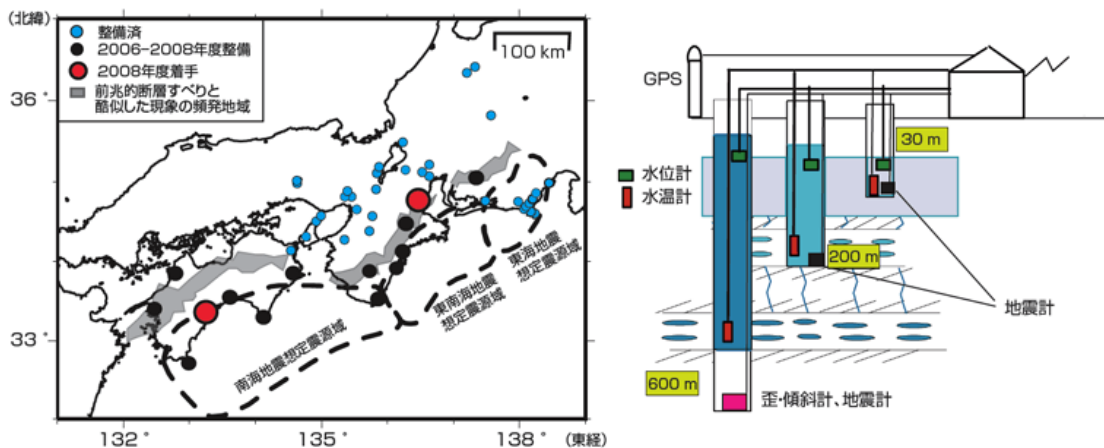 (北緯)
整備済
2006-2008年度整備
2008年度着手
前兆的断層すべりと
酷似した現象の頻発地域
100 km
36°
33°
東海地震
想定震源域
東南海地震
想定震源域
南海地震想定震源域
132°
135°
138°
(東経)
GPS
30 m
水位計
水温計
200 m
地震計
600 m
歪・傾斜計、地震計